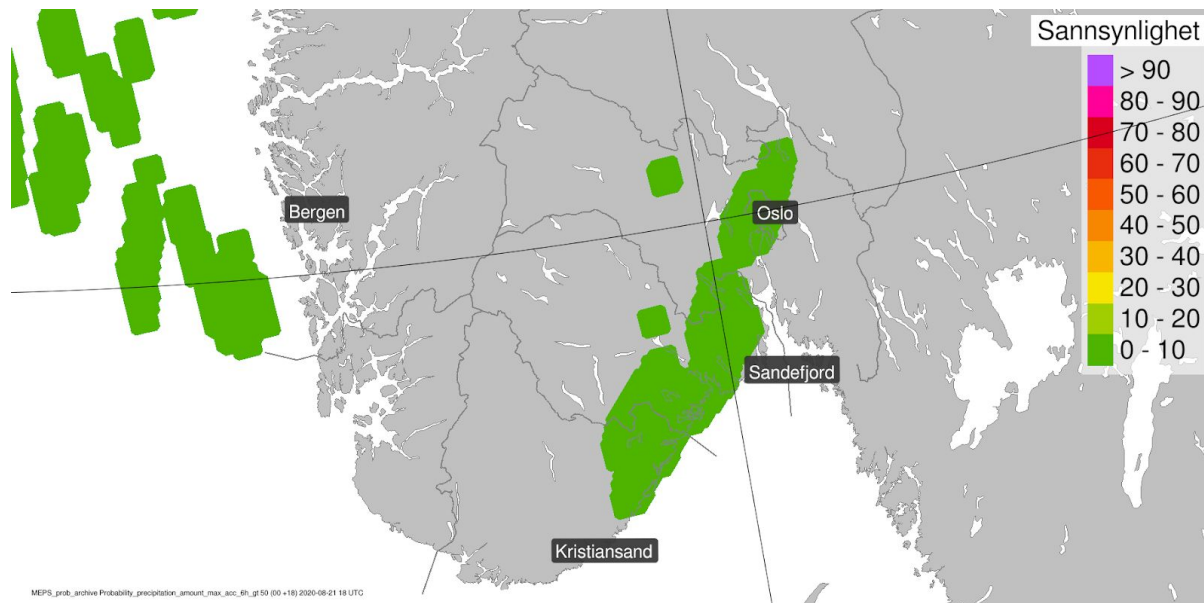 Sannsynlighet
> 90
80 - 90
70 - 80
60 - 70
50 - 60
40 - 50
30 - 40
20 - 30
10 - 20
0 - 10
Bergen
Oslo
Sandefjord
Kristiansand
MEPS_prob_archive Probability_precipitation_amount_max_acc_6h_gt 50 (00 +18) 2020-08-21 18 UTC